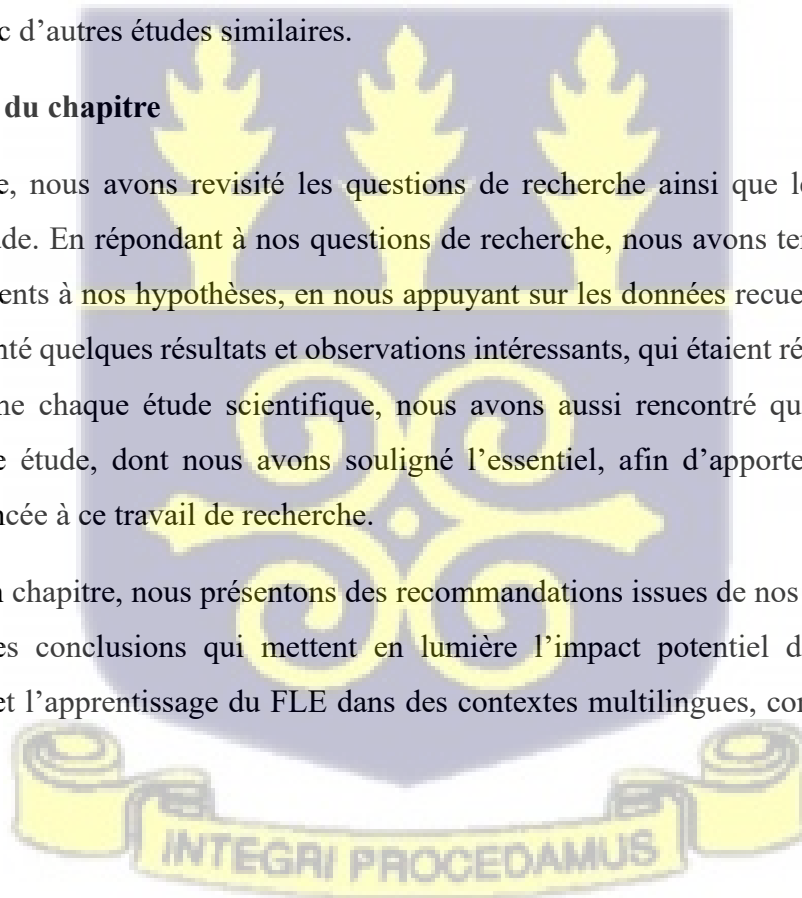 c d’autres études similaires.
du chapitre
e, nous avons revisité les questions de recherche ainsi que l
de. En répondant à nos questions de recherche, nous avons te
ents à nos hypothèses, en nous appuyant sur les données recue
nté quelques résultats et observations intéressants, qui étaient ré
ne chaque étude scientifique, nous avons aussi rencontré qu
e étude, dont nous avons souligné l’essentiel, afin d’apporte
ncée à ce travail de recherche.
n chapitre, nous présentons des recommandations issues de nos
es conclusions qui mettent en lumière l’impact potentiel d
et l’apprentissage du FLE dans des contextes multilingues, con
INTEGRI PROCEDAMUS